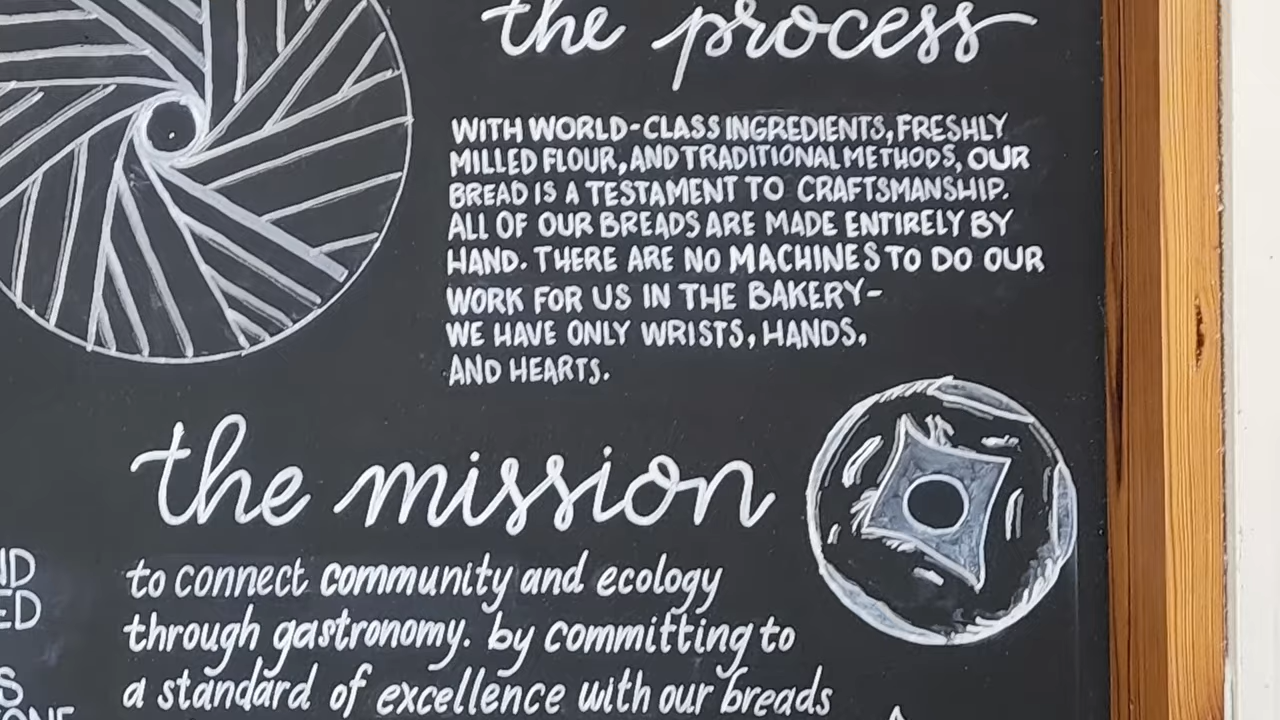 the process
WITH WORLD-CLASS INGREDIENTS, FRESHLY
MILLED FLOUR, AND TRADITIONAL METHODS, OUR
BREAD IS A TESTAMENT TO CRAFTSMANSHIP.
ALL OF OUR BREADS ARE MADE ENTIRELY BY
HAND. THERE ARE NO MACHINES TO DO OUR
WORK FOR US IN THE BAKERY-
WE HAVE ONLY WRISTS, HANDS,
AND HEARTS.
the mission
to connect community and ecology
through gastronomy. by committing to
a standard of excellence with our breads